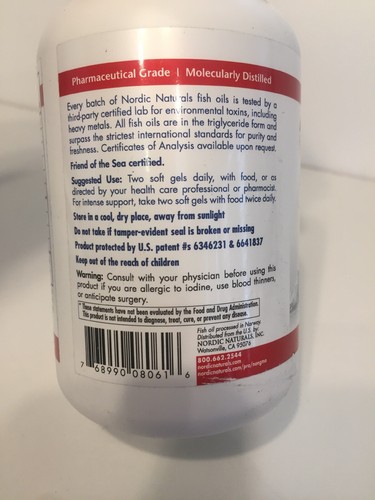 Pharmaceutical Grade | Molecularly Distilled
Every batch of Nordic Naturals fish oils is tested by a
third-party certified lab for environmental toxins, including
heavy metals. All fish oils are in the triglyceride form and
surpass the strictest international standards for purity and
freshness. Certificates of Analysis available upon request.
Friend of the Sea certified.
Suggested Use: Two soft gels daily, with food, or as
directed by your health care professional or pharmacist.
For intense support, take two soft gels with food twice daily.
Store in a cool, dry place, away from sunlight
Do not take if tamper-evident seal is broken or missing
Product protected by U.S. patent #s 6346231 & 6641837
Keep out of the reach of children
Warning: Consult with your physician before using this
product if you are allergic to iodine, use blood thinners,
or anticipate surgery.
* These statements have not been evaluated by the Food and Drug Administration.
This product is not intended to diagnose, treat, cure, or prevent any disease.
Fish oil processed in Norway.
Distributed from the U.S. by:
NORDIC NATURALS, INC.
Watsonville, CA 95076
800.662.2544
nordicnaturals.com
nordicnaturals.com/pro/songmo
7 68990 08061 6